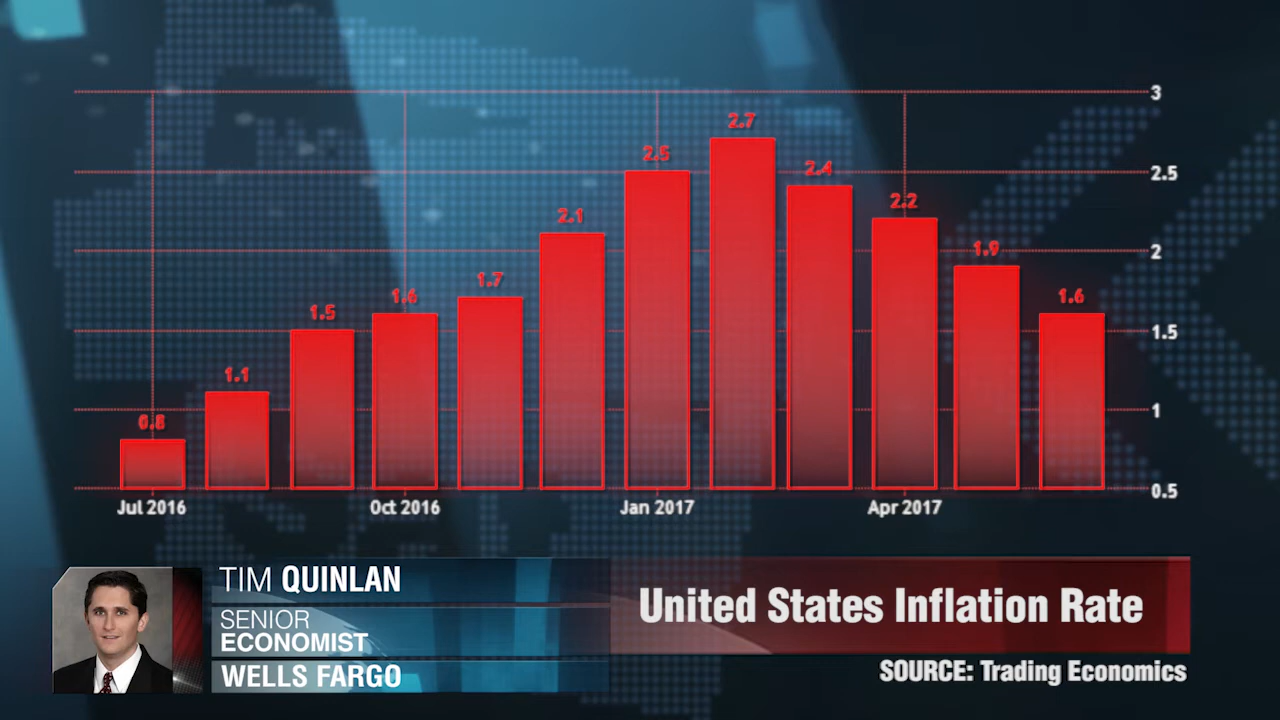 3
2.7
2.5
2.5
2.4
2.2
2.1
2
1.9
1.7
1.6
1.6
1.5
1.5
1.1
1
0.8
0.5
Jul 2016 Oct 2016 Jan 2017 Apr 2017
TIM QUINLAN
SENIOR
ECONOMIST
WELLS FARGO
United States Inflation Rate
SOURCE: Trading Economics